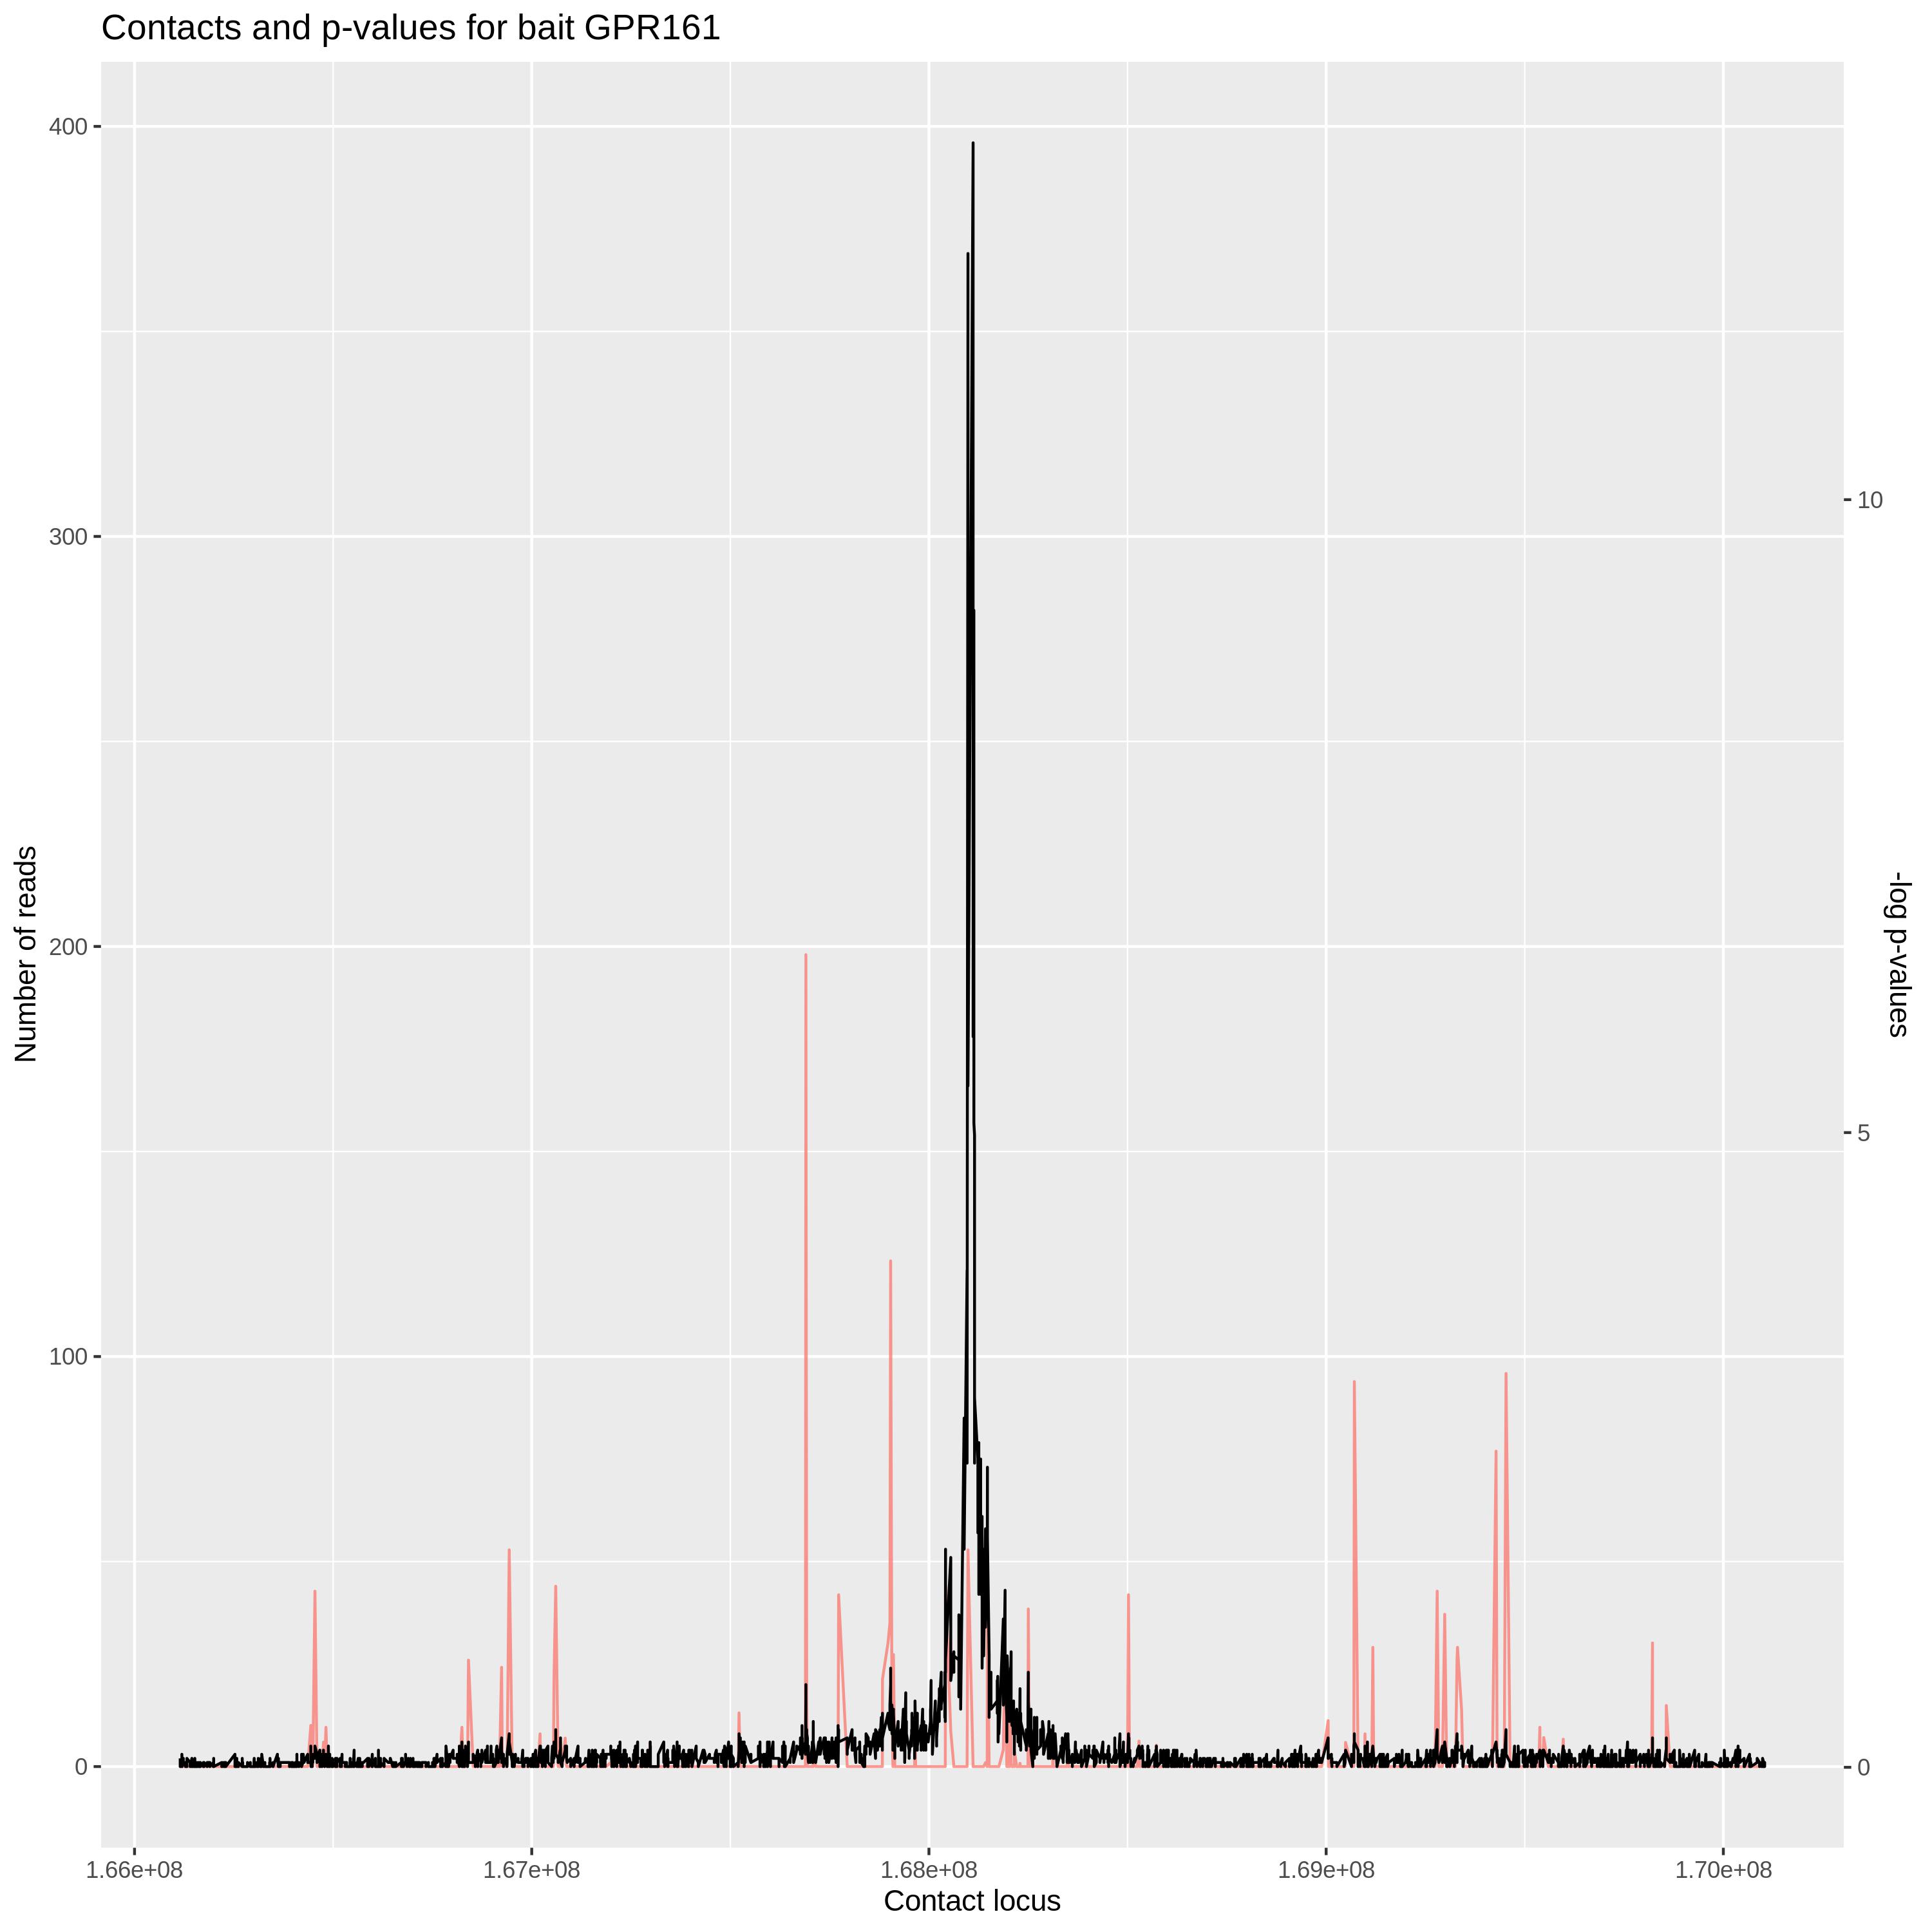 Contacts and p-values for bait GPR161
400
300
200
100
0
Number of reads
10
5
0
-log p-values
1.66e+08
1.67e+08
1.68e+08
1.69e+08
1.70e+08
Contact locus